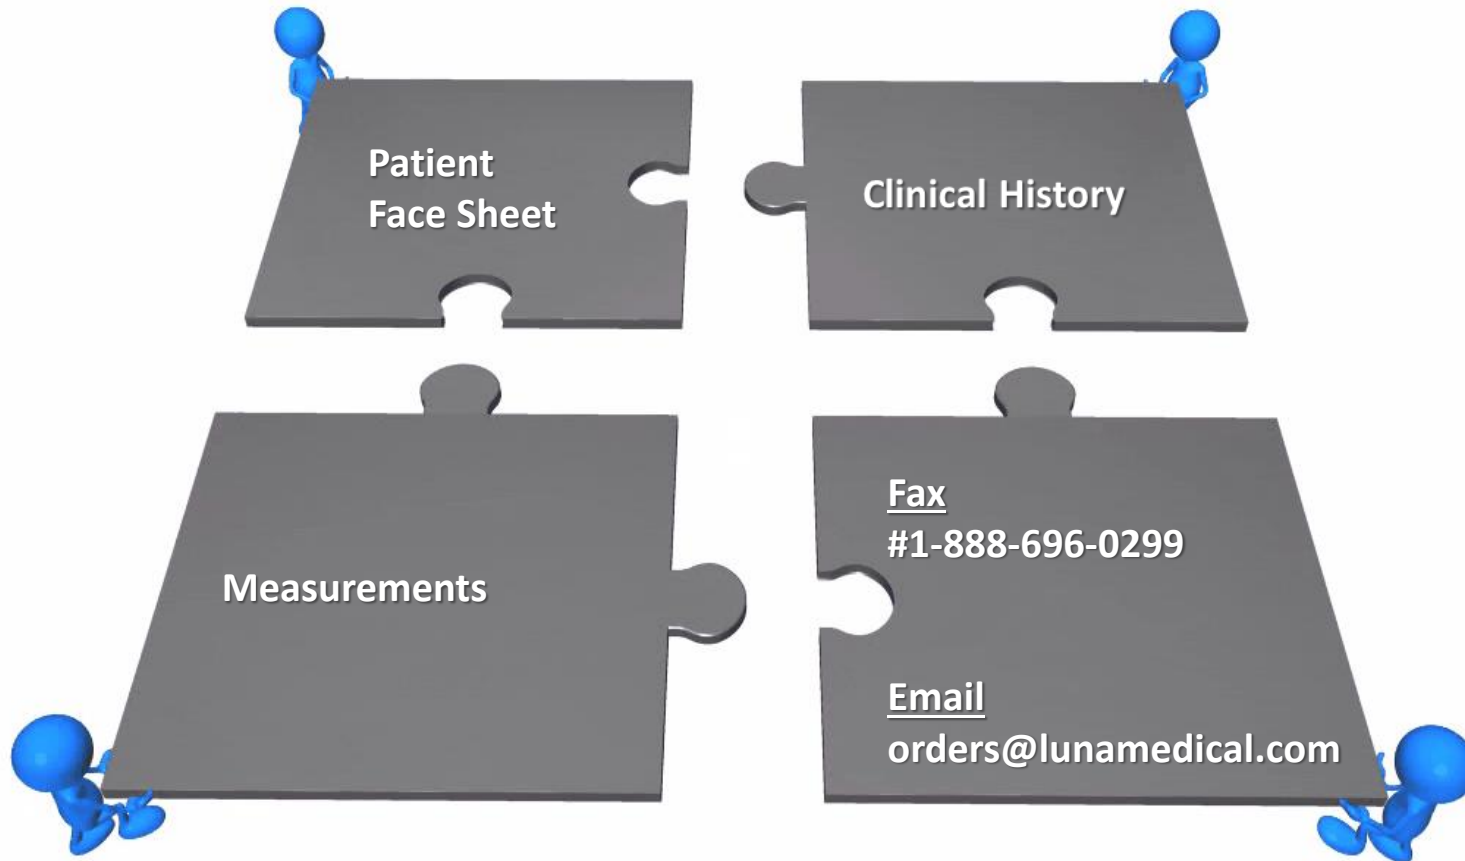 Patient
Face Sheet
Clinical History
Measurements
Fax
#1-888-696-0299
Email
orders@lunamedical.com